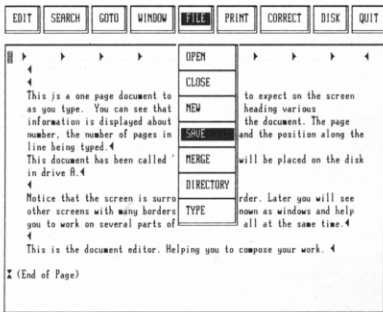 EDIT SEARCH GOTO WINDOW FILE PRINT CORRECT DISK QUIT
OPEN
CLOSE
This is a one page document to to expect on the screen
as you type. You can see that NEW heading various
information is displayed about the document. The page
number, the number of pages in SAVE and the position along the
line being typed.
This document has been called ' MERGE will be placed on the disk
in drive A.
DIRECTORY
Notice that the screen is surro rder. Later you will see
other screens with many borders TYPE nown as windows and help
you to work on several parts of all at the same time.
This is the document editor. Helping you to compose your work.
(End of Page)